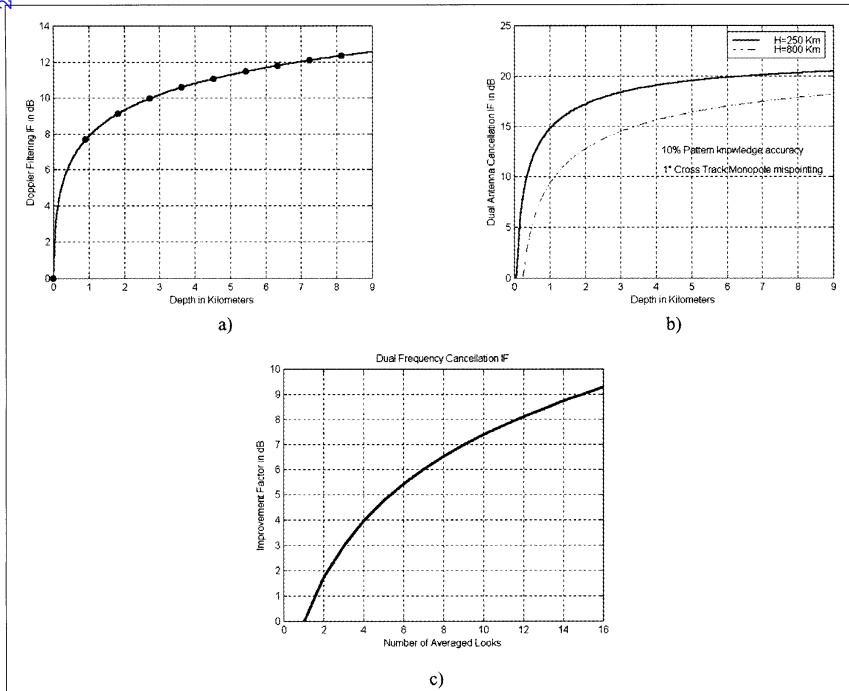 2
14
12
10
8
6
4
2
0
Doppler Filtering IF in dB
0 1 2 3 4 5 6 7 8 9
Depth in Kilometers
a)
25
20
15
10
5
0
Dual Antenna Cancellation IF in dB
H=250 Km
H=800 Km
10% Pattern knowledge accuracy
1° Cross Track Monopole mispointing
0 1 2 3 4 5 6 7 8 9
Depth in Kilometers
b)
Dual Frequency Cancellation IF
10
9
8
7
6
5
4
3
2
1
0
Improvement Factor in dB
0 2 4 6 8 10 12 14 16
Number of Averaged Looks
c)